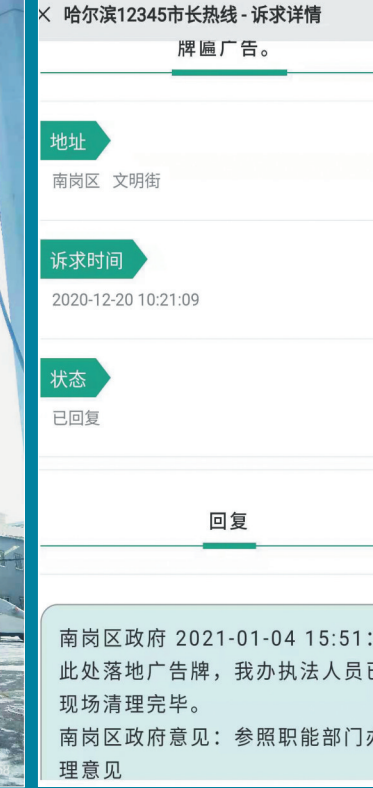 × 哈尔滨12345市长热线 - 诉求详情
牌匾广告。
地址
南岗区 文明街
诉求时间
2020-12-20 10:21:09
状态
已回复
回复
南岗区政府 2021-01-04 15:51:
此处落地广告牌，我办执法人员已
现场清理完毕。
南岗区政府意见：参照职能部门办
理意见